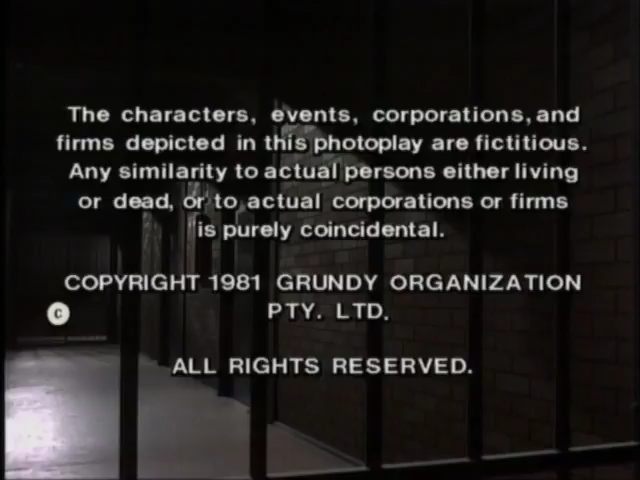 The characters, events, corporations, and
firms depicted in this photoplay are fictitious.
Any similarity to actual persons either living
or dead, or to actual corporations or firms
is purely coincidental.
COPYRIGHT 1981 GRUNDY ORGANIZATION
© PTY. LTD.
ALL RIGHTS RESERVED.